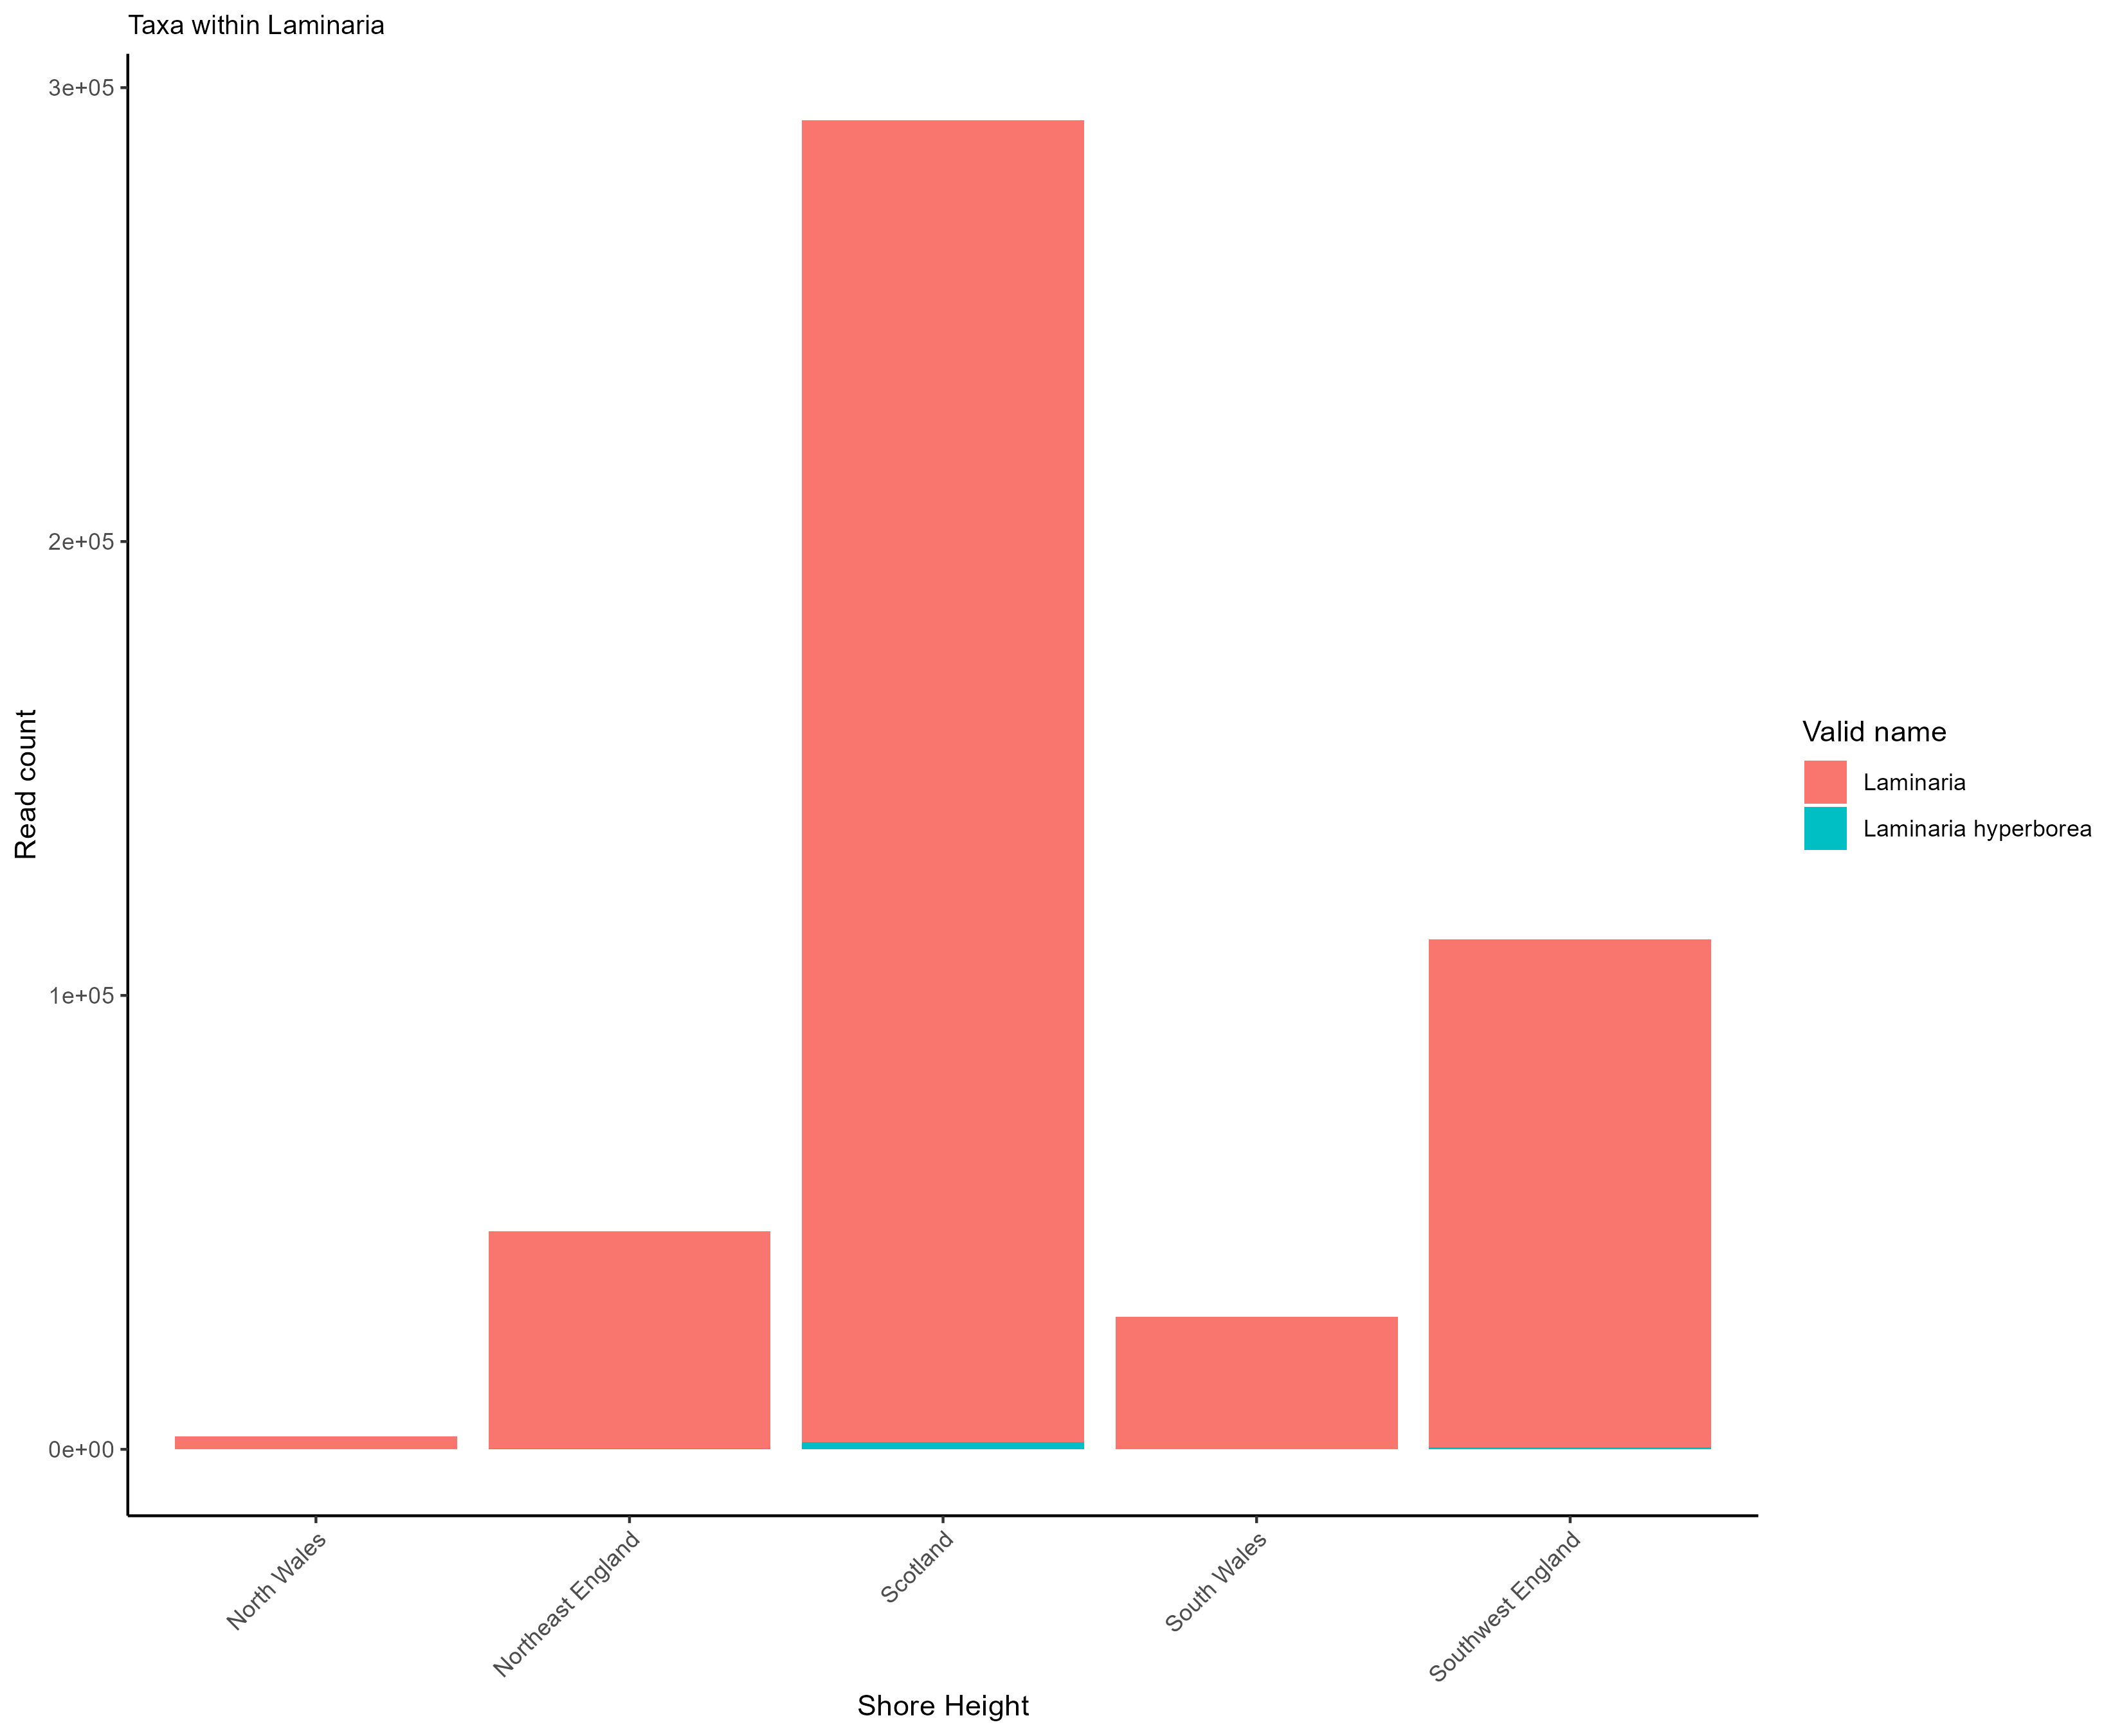 Taxa within Laminaria
3e+05
2e+05
1e+05
0e+00
Read count
North Wales
Northeast England
Scotland
South Wales
Southwest England
Shore Height
Valid name
Laminaria
Laminaria hyperborea